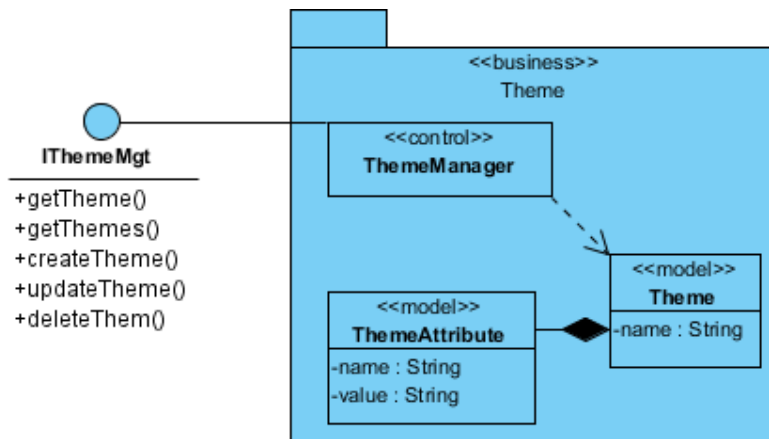 <<business>>
Theme
IThemeMgt
+getTheme()
+getThemes()
+createTheme()
+updateTheme()
+deleteThem()
<<control>>
ThemeManager
<<model>>
Theme
-name : String
<<model>>
ThemeAttribute
-name : String
-value : String